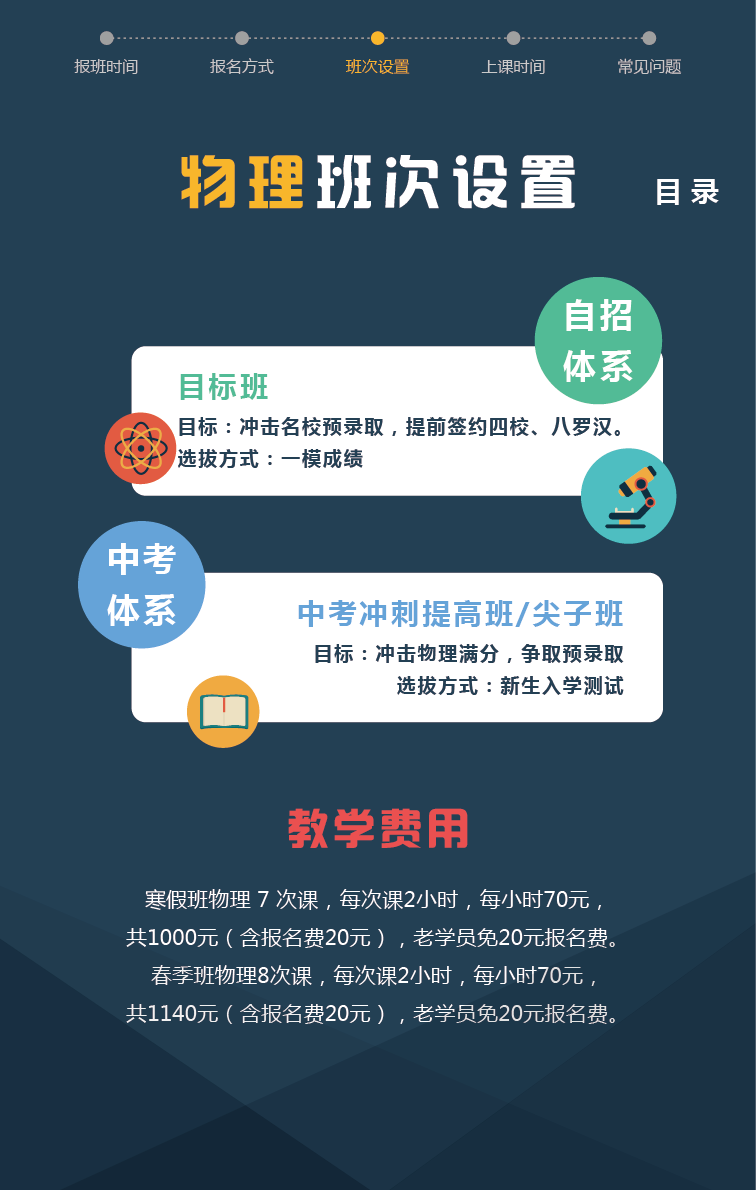 报班时间 报名方式 班次设置 上课时间 常见问题
物理班次设置
目录
自招
体系
目标班
目标：冲击名校预录取，提前签约四校、八罗汉。
选拔方式：一模成绩
中考
体系
中考冲刺提高班/尖子班
目标：冲击物理满分，争取预录取
选拔方式：新生入学测试
教学费用
寒假班物理 7 次课，每次课2小时，每小时70元，
共1000元（含报名费20元），老学员免20元报名费。
春季班物理8次课，每次课2小时，每小时70元，
共1140元（含报名费20元），老学员免20元报名费。